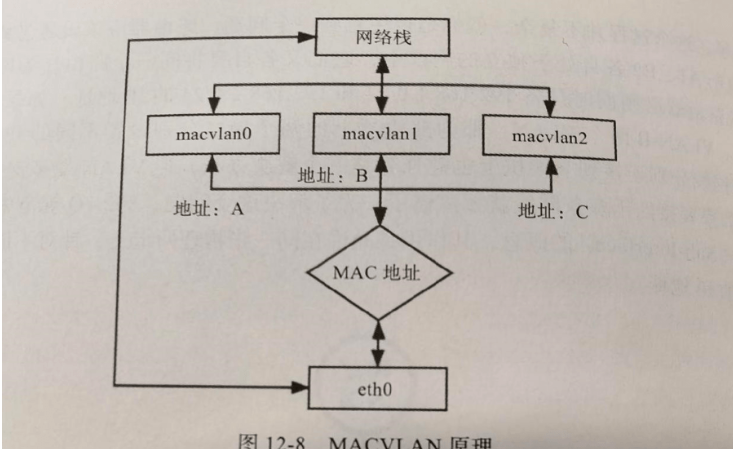 网络栈
macvlan0
macvlan1
macvlan2
地址：B
地址：A
地址：C
MAC 地址
eth0
图 12-8 MACVLAN 原理